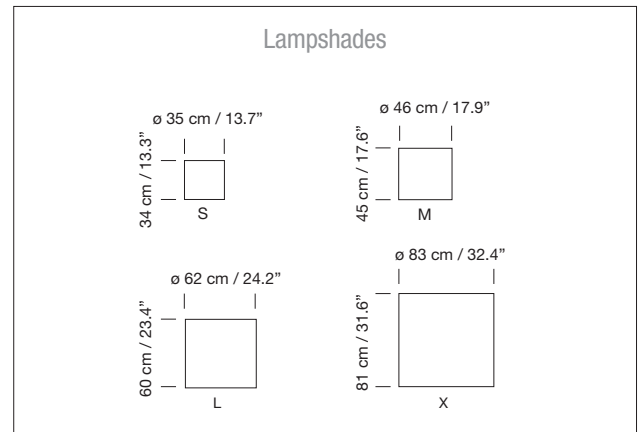 Lampshades
ø 35 cm / 13.7”
34 cm / 13.3”
S
ø 46 cm / 17.9”
45 cm / 17.6”
M
ø 62 cm / 24.2”
60 cm / 23.4”
L
ø 83 cm / 32.4”
81 cm / 31.6”
X